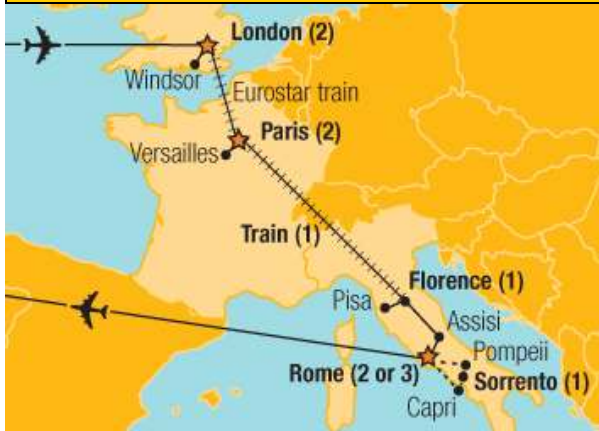 London (2)
Windsor
Eurostar train
Paris (2)
Versailles
Train (1)
Florence (1)
Pisa
Assisi
Pompeii
Rome (2 or 3)
Sorrento (1)
Capri